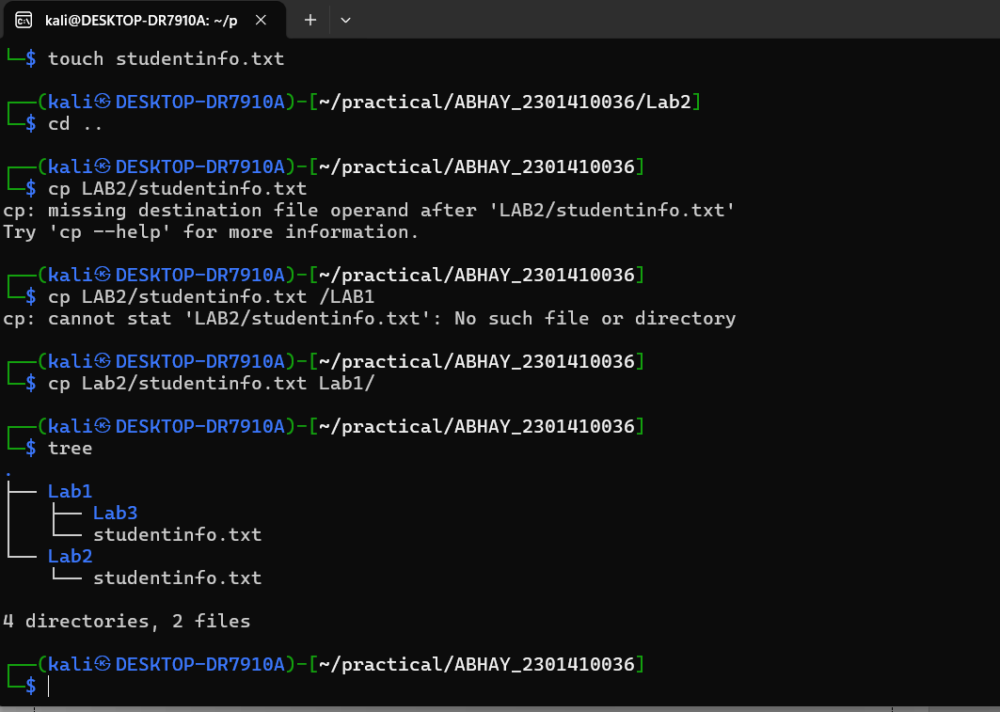 kali@DESKTOP-DR7910A: ~/p
└─$ touch studentinfo.txt
┌──(kali㉿DESKTOP-DR7910A)-[~/practical/ABHAY_2301410036/Lab2]
└─$ cd ..
┌──(kali㉿DESKTOP-DR7910A)-[~/practical/ABHAY_2301410036]
└─$ cp LAB2/studentinfo.txt
cp: missing destination file operand after 'LAB2/studentinfo.txt'
Try 'cp --help' for more information.
┌──(kali㉿DESKTOP-DR7910A)-[~/practical/ABHAY_2301410036]
└─$ cp LAB2/studentinfo.txt /LAB1
cp: cannot stat 'LAB2/studentinfo.txt': No such file or directory
┌──(kali㉿DESKTOP-DR7910A)-[~/practical/ABHAY_2301410036]
└─$ cp Lab2/studentinfo.txt Lab1/
┌──(kali㉿DESKTOP-DR7910A)-[~/practical/ABHAY_2301410036]
└─$ tree
.
├── Lab1
│   ├── Lab3
│   └── studentinfo.txt
└── Lab2
    └── studentinfo.txt
4 directories, 2 files
┌──(kali㉿DESKTOP-DR7910A)-[~/practical/ABHAY_2301410036]
└─$